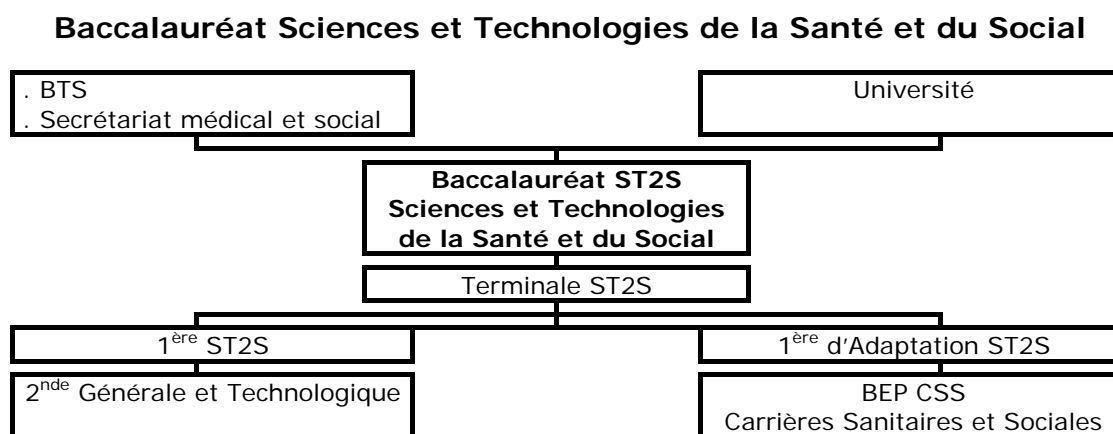 Baccalauréat Sciences et Technologies de la Santé et du Social
. BTS
. Secrétariat médical et social
Université
Baccalauréat ST2S
Sciences et Technologies
de la Santé et du Social
Terminale ST2S
1ère ST2S
1ère d'Adaptation ST2S
2nde Générale et Technologique
BEP CSS
Carrières Sanitaires et Sociales